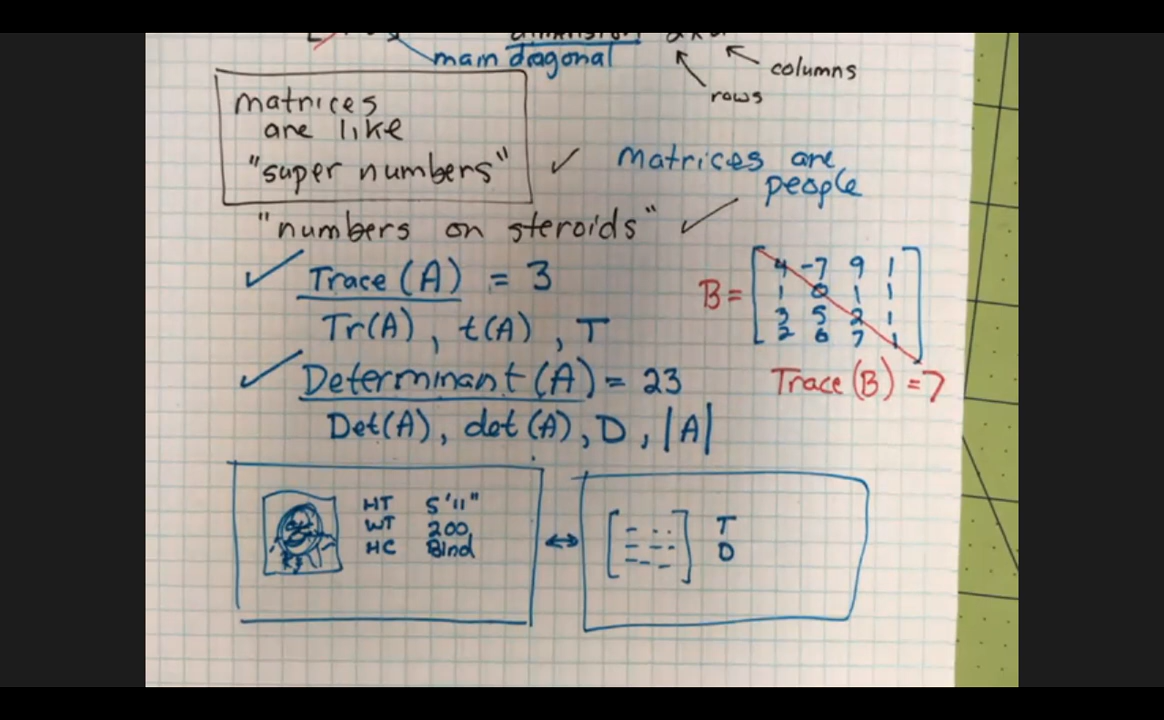 main diagonal
columns
rows
matrices
are like
"super numbers"
matrices are
people
"numbers on steroids"
Trace (A) = 3
Tr(A), t(A), T
B = [4 -7 9 1
1 0 1 1
3 5 2 1
2 6 7 1]
Trace (B) = 7
Determinant (A) = 23
Det(A), det (A), D, |A|
HT 5'11"
WT 200
HC Blnd
T
D